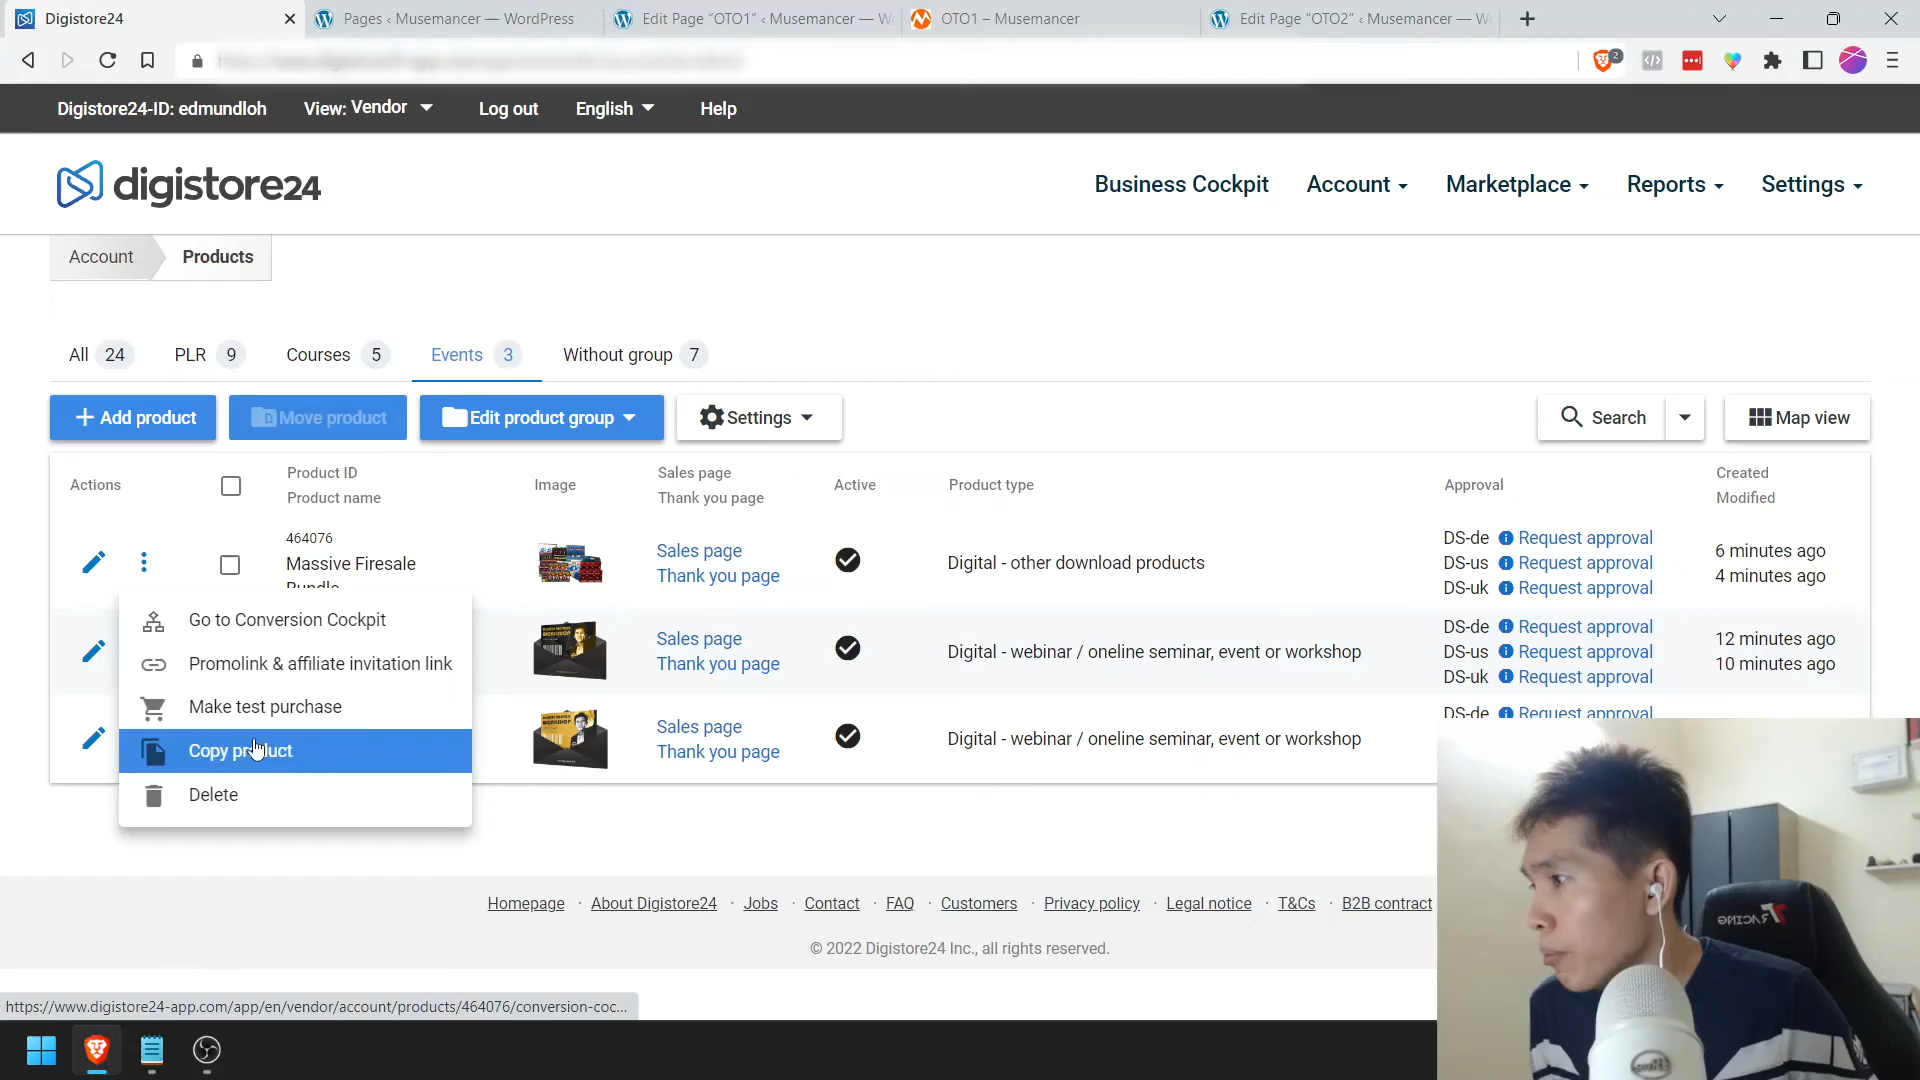 Digistore24
Pages ‹ Musemancer — WordPress
Edit Page “OTO1” ‹ Musemancer — W
OTO1 – Musemancer
Edit Page “OTO2” ‹ Musemancer — W
2
Digistore24-ID: edmundloh
View: Vendor
Log out
English
Help
digistore24
Business Cockpit
Account
Marketplace
Reports
Settings
Account
Products
All 24
PLR 9
Courses 5
Events 3
Without group 7
Add product
Move product
Edit product group
Settings
Search
Map view
Actions
Product ID
Product name
Image
Sales page
Thank you page
Active
Product type
Approval
Created
Modified
464076
Massive Firesale
Bundle
Sales page
Thank you page
Digital - other download products
DS-de Request approval
DS-us Request approval
DS-uk Request approval
6 minutes ago
4 minutes ago
Go to Conversion Cockpit
Promolink & affiliate invitation link
Make test purchase
Copy product
Delete
Sales page
Thank you page
Digital - webinar / oneline seminar, event or workshop
DS-de Request approval
DS-us Request approval
DS-uk Request approval
12 minutes ago
10 minutes ago
Sales page
Thank you page
Digital - webinar / oneline seminar, event or workshop
DS-de Request approval
Homepage · About Digistore24 · Jobs · Contact · FAQ · Customers · Privacy policy · Legal notice · T&Cs · B2B contract
© 2022 Digistore24 Inc., all rights reserved.
https://www.digistore24-app.com/app/en/vendor/account/products/464076/conversion-coc...